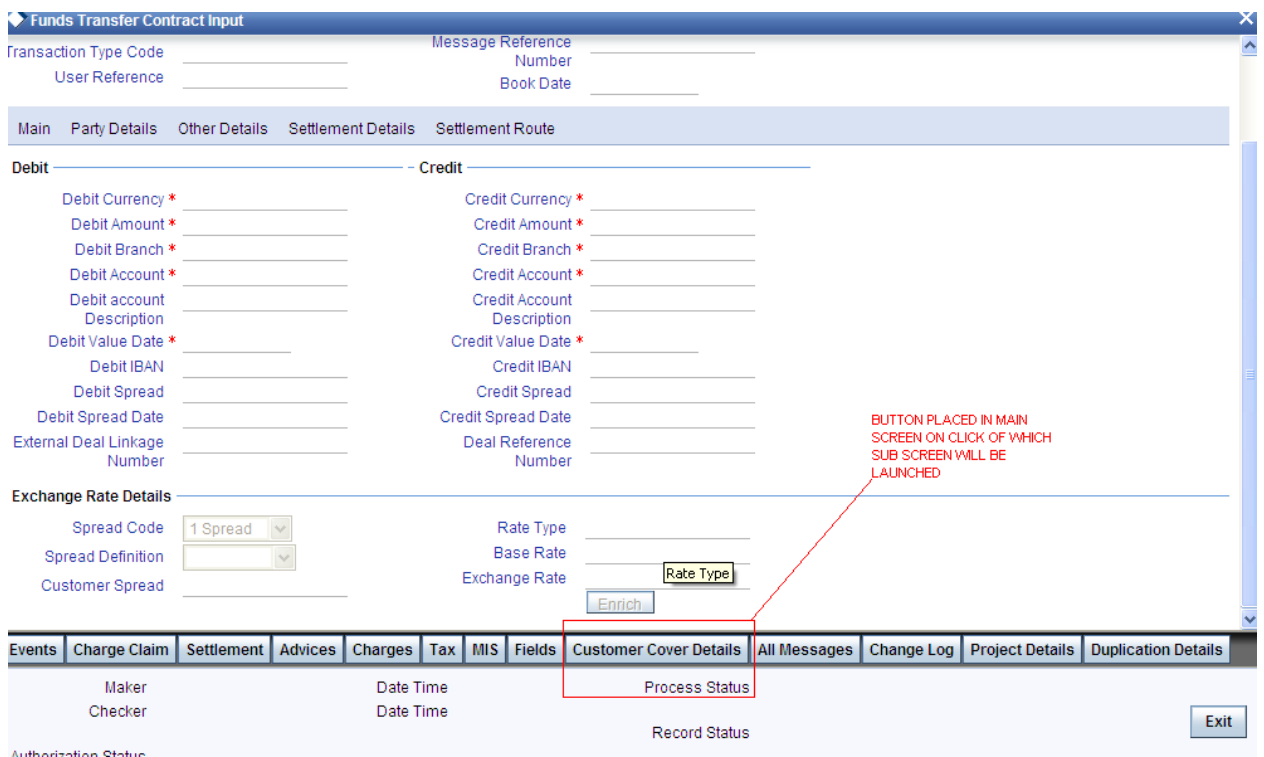 Funds Transfer Contract Input
Transaction Type Code
Message Reference
Number
User Reference
Book Date
Main Party Details Other Details Settlement Details Settlement Route
Debit Credit
Debit Currency * Credit Currency *
Debit Amount * Credit Amount *
Debit Branch * Credit Branch *
Debit Account * Credit Account *
Debit account
Description
Credit Account
Description
Debit Value Date * Credit Value Date *
Debit IBAN Credit IBAN
Debit Spread Credit Spread
Debit Spread Date Credit Spread Date
External Deal Linkage
Number
Deal Reference
Number
BUTTON PLACED IN MAIN
SCREEN ON CLICK OF WHICH
SUB SCREEN WILL BE
LAUNCHED
Exchange Rate Details
Spread Code 1 Spread Rate Type
Spread Definition Base Rate
Customer Spread Exchange Rate
Rate Type
Enrich
Events Charge Claim Settlement Advices Charges Tax MIS Fields Customer Cover Details All Messages Change Log Project Details Duplication Details
Maker Date Time Process Status
Checker Date Time
Record Status
Exit
Authorization Status